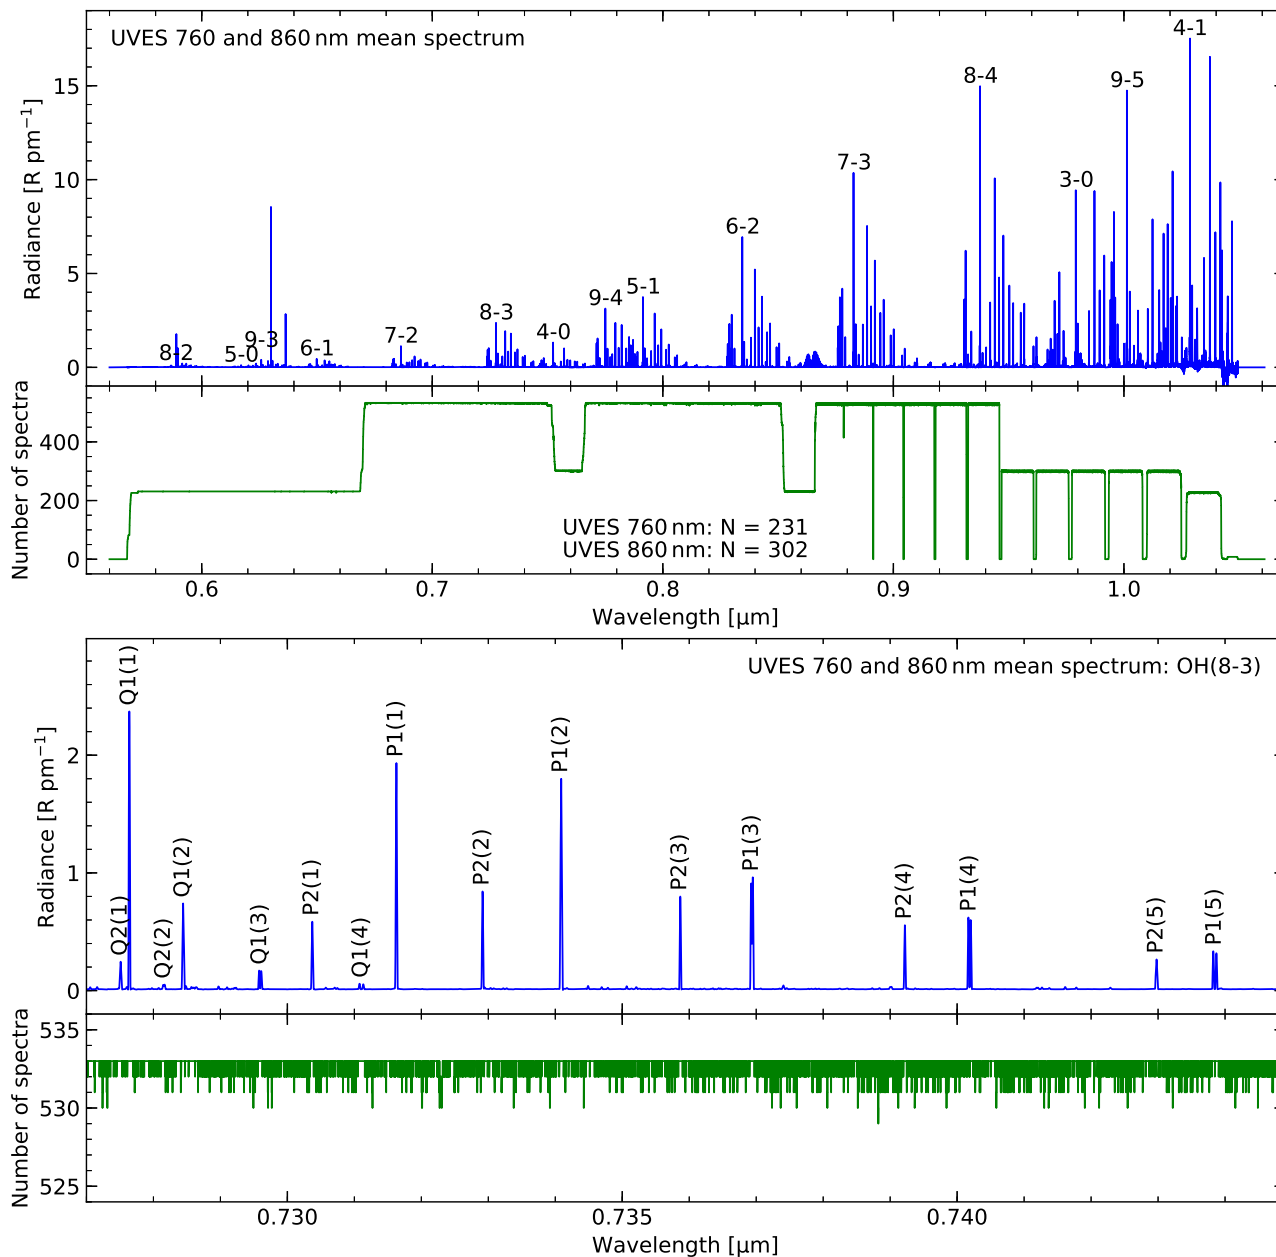 UVES 760 and 860 nm mean spectrum
4-1
8-4
9-5
15
Radiance [R pm⁻¹]
10
7-3
3-0
6-2
5
9-4
5-1
8-3
4-0
9-3
7-2
8-2
5-0
6-1
0
Number of spectra
400
200
UVES 760 nm: N = 231
UVES 860 nm: N = 302
0
0.6
0.7
0.8
0.9
1.0
Wavelength [µm]
UVES 760 and 860 nm mean spectrum: OH(8-3)
Q1(1)
P1(1)
P1(2)
2
Radiance [R pm⁻¹]
Q2(1)
Q2(2)
Q1(2)
Q1(3)
P2(1)
Q1(4)
P2(2)
P2(3)
P1(3)
P2(4)
P1(4)
P2(5)
P1(5)
1
0
Number of spectra
535
530
525
0.730
0.735
0.740
Wavelength [µm]